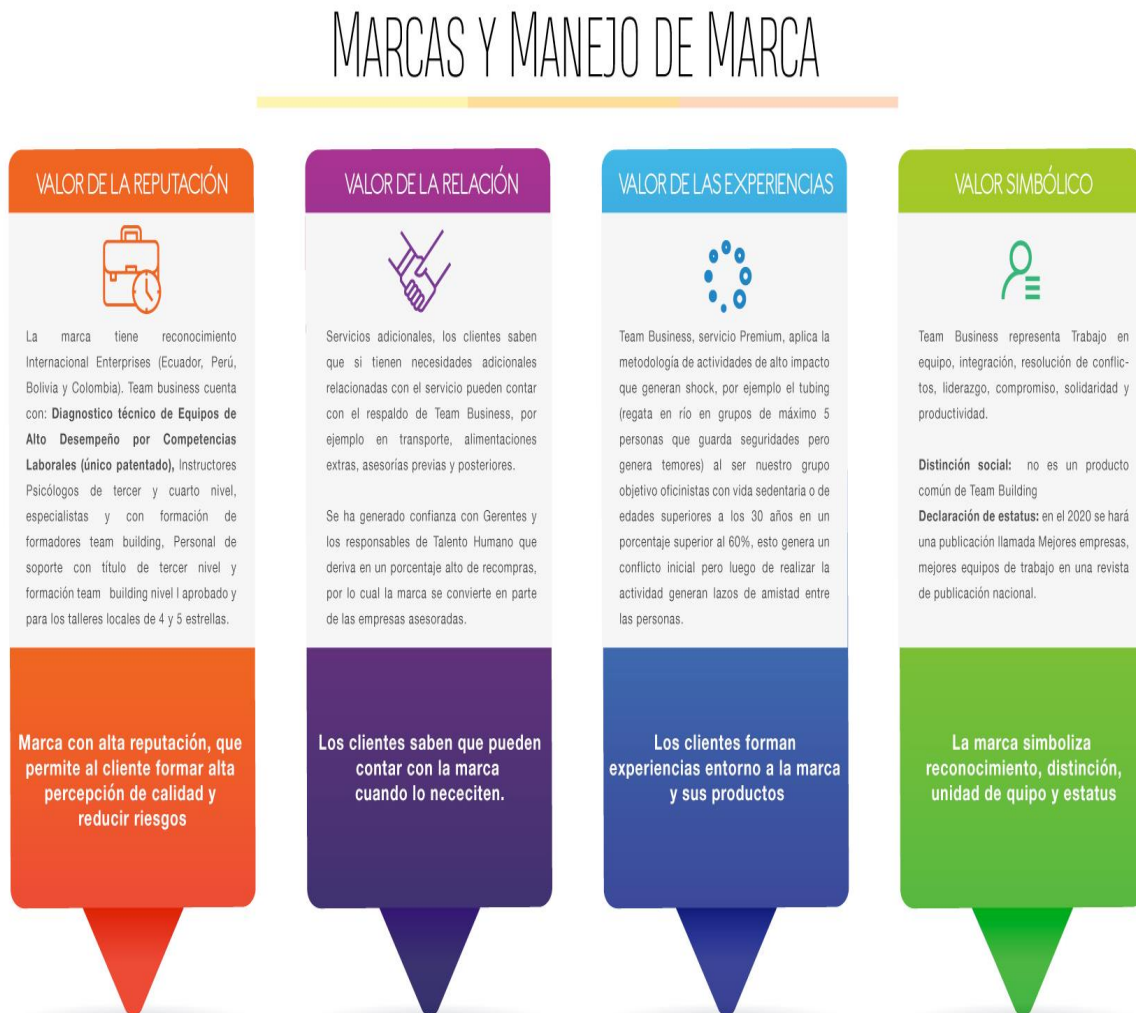 MARCAS Y MANEJO DE MARCA
VALOR DE LA REPUTACIÓN
La marca tiene reconocimiento
Internacional Enterprises (Ecuador, Perú,
Bolivia y Colombia). Team business cuenta
con: Diagnostico técnico de Equipos de
Alto Desempeño por Competencias
Laborales (único patentado), Instructores
Psicólogos de tercer y cuarto nivel,
especialistas y con formación de
formadores team building, Personal de
soporte con título de tercer nivel y
formación team building nivel I aprobado y
para los talleres locales de 4 y 5 estrellas.
Marca con alta reputación, que
permite al cliente formar alta
percepción de calidad y
reducir riesgos
VALOR DE LA RELACIÓN
Servicios adicionales, los clientes saben
que si tienen necesidades adicionales
relacionadas con el servicio pueden contar
con el respaldo de Team Business, por
ejemplo en transporte, alimentaciones
extras, asesorías previas y posteriores.
Se ha generado confianza con Gerentes y
los responsables de Talento Humano que
deriva en un porcentaje alto de recompras,
por lo cual la marca se convierte en parte
de las empresas asesoradas.
Los clientes saben que pueden
contar con la marca
cuando lo nececiten.
VALOR DE LAS EXPERIENCIAS
Team Business, servicio Premium, aplica la
metodología de actividades de alto impacto
que generan shock, por ejemplo el tubing
(regata en río en grupos de máximo 5
personas que guarda seguridades pero
genera temores) al ser nuestro grupo
objetivo oficinistas con vida sedentaria o de
edades superiores a los 30 años en un
porcentaje superior al 60%, esto genera un
conflicto inicial pero luego de realizar la
actividad generan lazos de amistad entre
las personas.
Los clientes forman
experiencias entorno a la marca
y sus productos
VALOR SIMBÓLICO
Team Business representa Trabajo en
equipo, integración, resolución de conflic-
tos, liderazgo, compromiso, solidaridad y
productividad.
Distinción social: no es un producto
común de Team Building
Declaración de estatus: en el 2020 se hará
una publicación llamada Mejores empresas,
mejores equipos de trabajo en una revista
de publicación nacional.
La marca simboliza
reconocimiento, distinción,
unidad de quipo y estatus